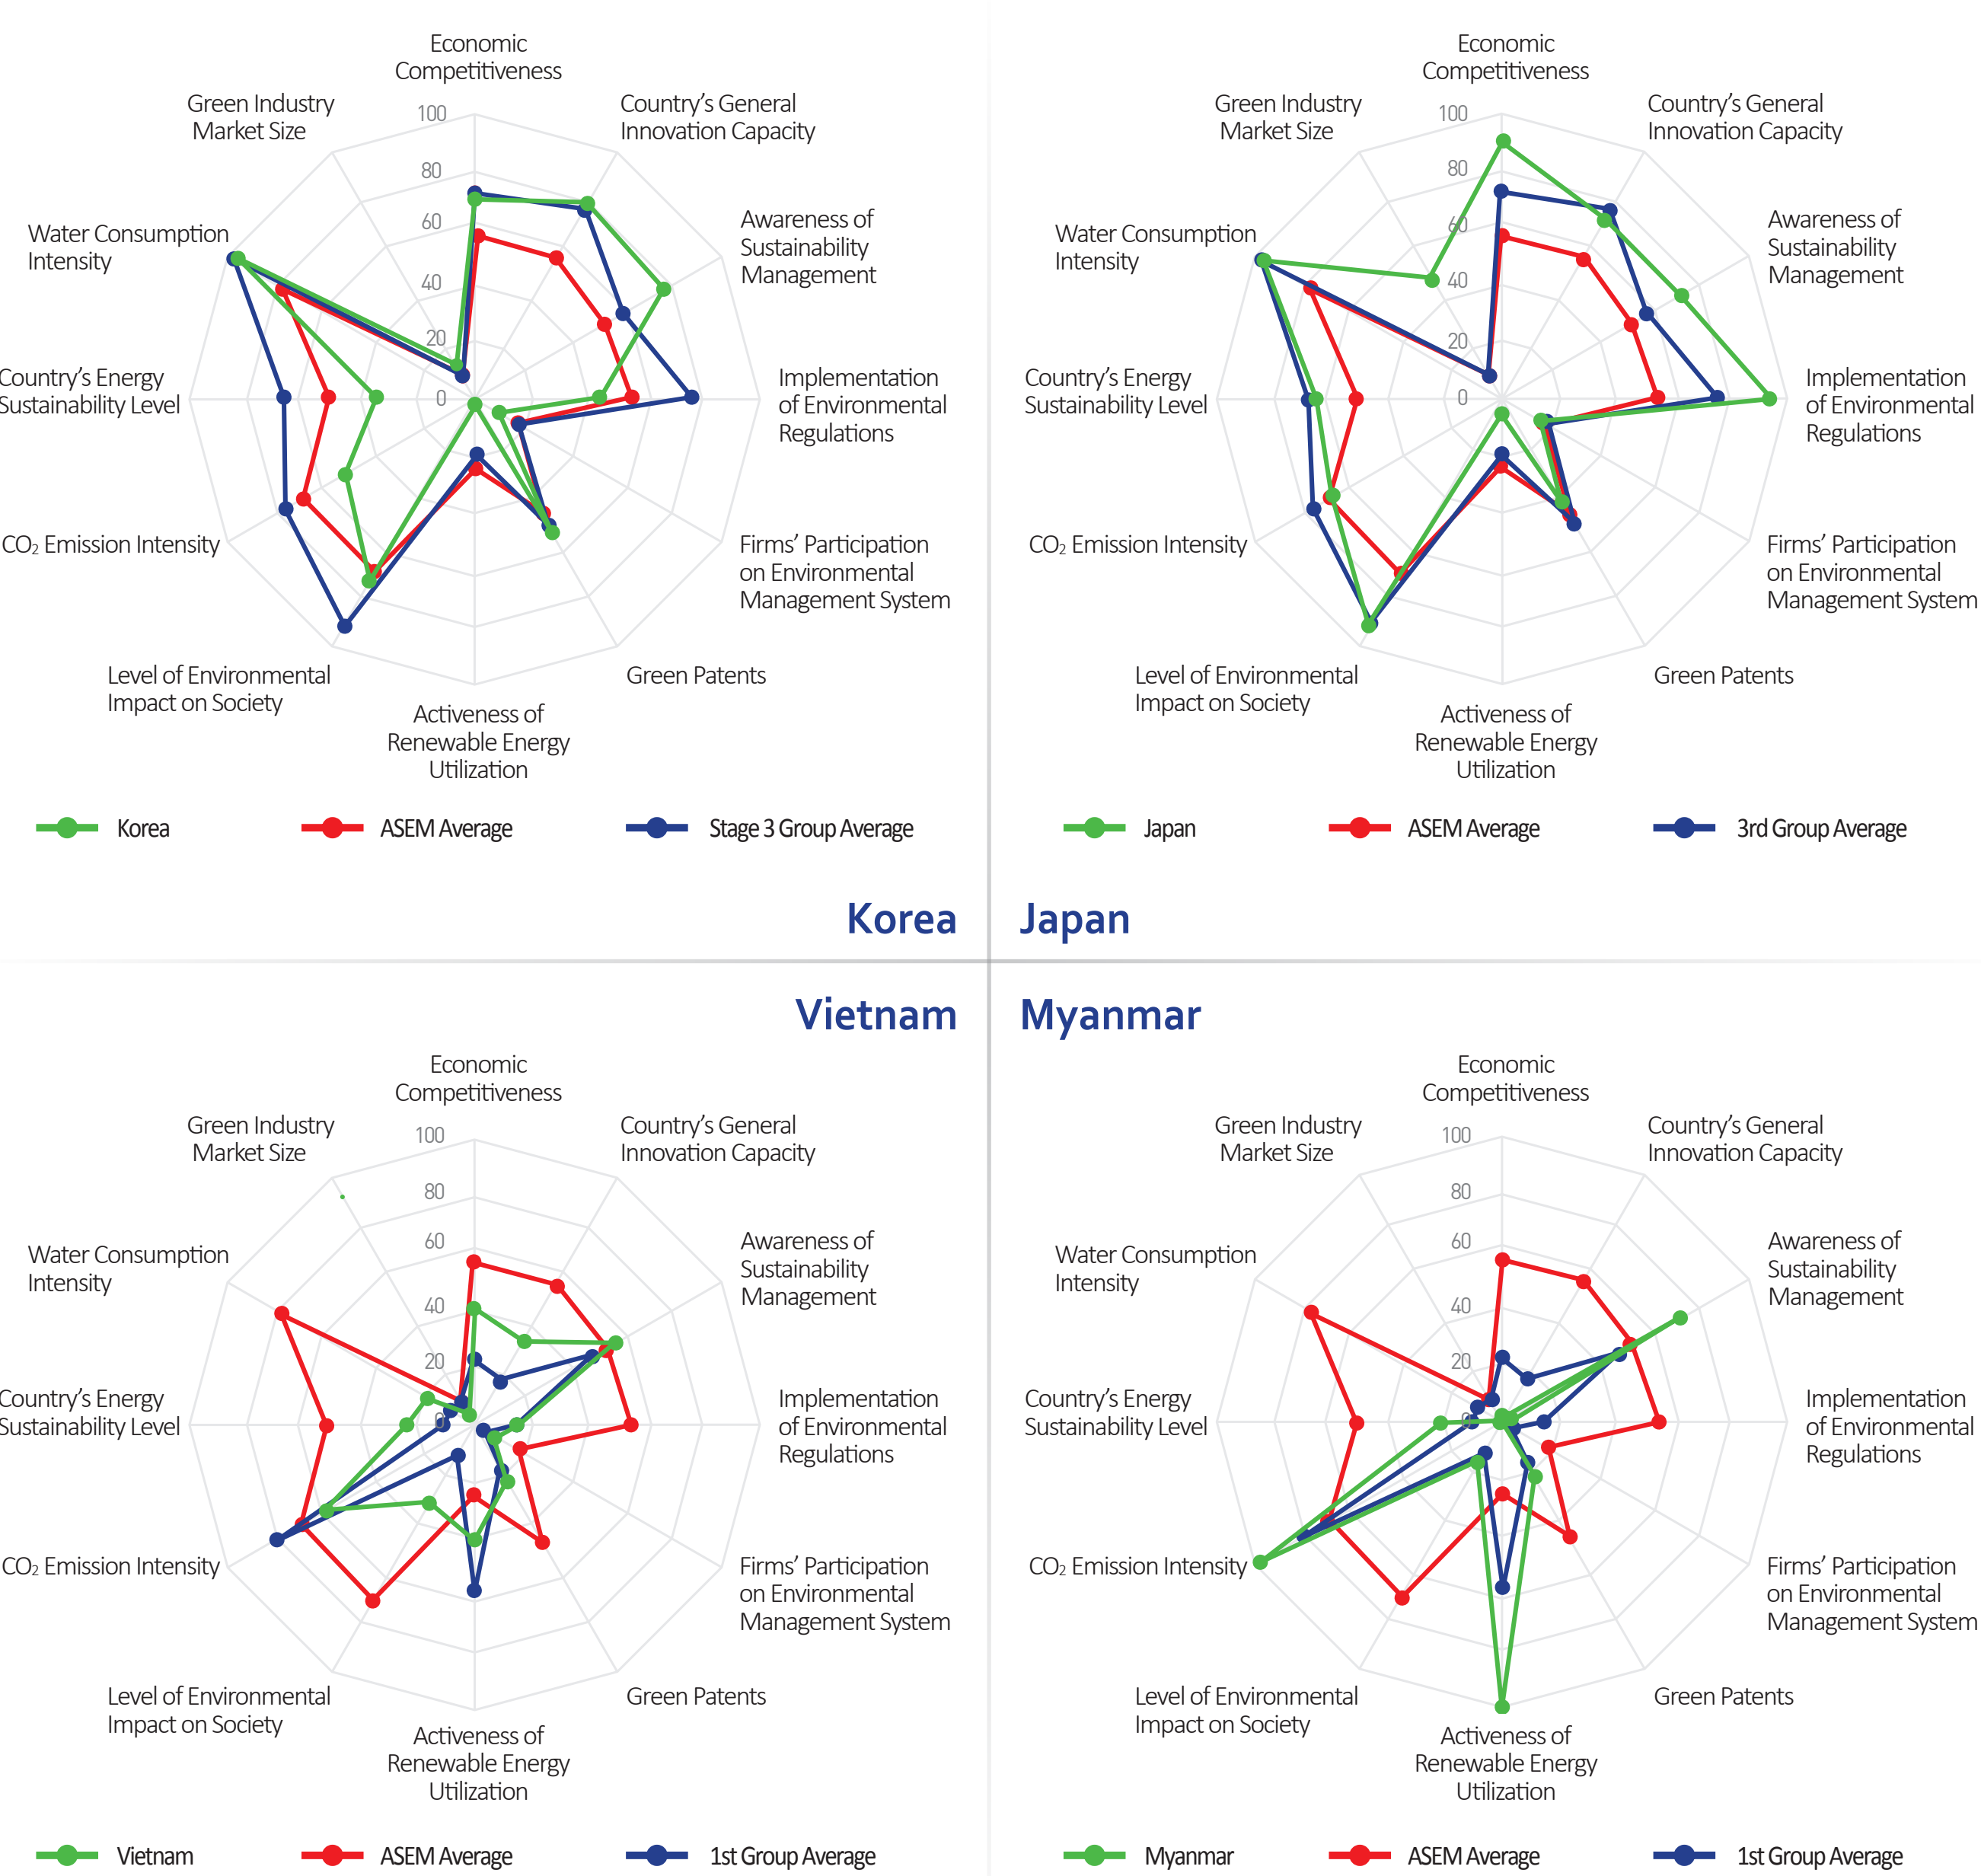 Economic
Competitiveness
Country's General
Innovation Capacity
Awareness of
Sustainability
Management
Implementation
of Environmental
Regulations
Firms' Participation
on Environmental
Management System
Green Patents
Activeness of
Renewable Energy
Utilization
Level of Environmental
Impact on Society
CO₂ Emission Intensity
Country's Energy
Sustainability Level
Water Consumption
Intensity
Green Industry
Market Size
100
80
60
40
20
0
Korea
ASEM Average
Stage 3 Group Average
Korea
Economic
Competitiveness
Country's General
Innovation Capacity
Awareness of
Sustainability
Management
Implementation
of Environmental
Regulations
Firms' Participation
on Environmental
Management System
Green Patents
Activeness of
Renewable Energy
Utilization
Level of Environmental
Impact on Society
CO₂ Emission Intensity
Country's Energy
Sustainability Level
Water Consumption
Intensity
Green Industry
Market Size
100
80
60
40
20
0
Japan
ASEM Average
3rd Group Average
Japan
Vietnam
Economic
Competitiveness
Country's General
Innovation Capacity
Awareness of
Sustainability
Management
Implementation
of Environmental
Regulations
Firms' Participation
on Environmental
Management System
Green Patents
Activeness of
Renewable Energy
Utilization
Level of Environmental
Impact on Society
CO₂ Emission Intensity
Country's Energy
Sustainability Level
Water Consumption
Intensity
Green Industry
Market Size
100
80
60
40
20
0
Vietnam
ASEM Average
1st Group Average
Myanmar
Economic
Competitiveness
Country's General
Innovation Capacity
Awareness of
Sustainability
Management
Implementation
of Environmental
Regulations
Firms' Participation
on Environmental
Management System
Green Patents
Activeness of
Renewable Energy
Utilization
Level of Environmental
Impact on Society
CO₂ Emission Intensity
Country's Energy
Sustainability Level
Water Consumption
Intensity
Green Industry
Market Size
100
80
60
40
20
0
Myanmar
ASEM Average
1st Group Average